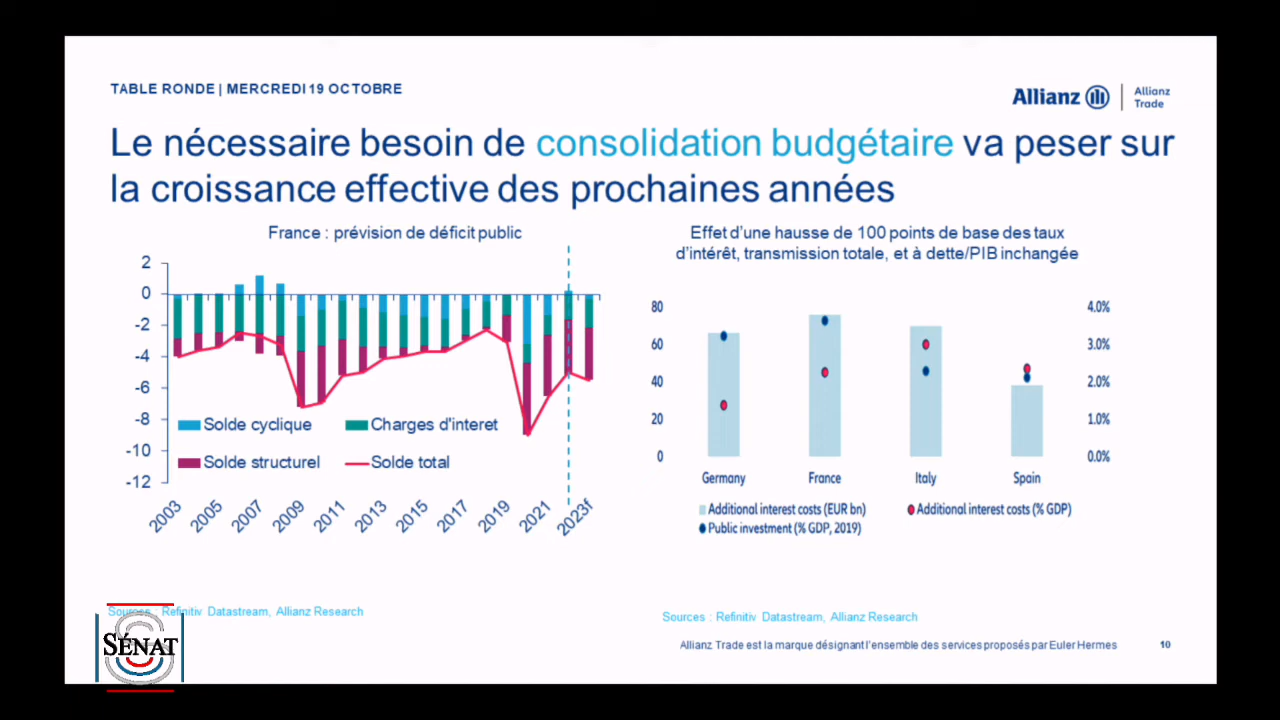 TABLE RONDE | MERCREDI 19 OCTOBRE
Allianz
Allianz
Trade
Le nécessaire besoin de consolidation budgétaire va peser sur
la croissance effective des prochaines années
France : prévision de déficit public
2
0
-2
-4
-6
-8
-10
-12
Solde cyclique
Charges d'interet
Solde structurel
Solde total
2003
2005
2007
2009
2011
2013
2015
2017
2019
2021
2023f
Effet d'une hausse de 100 points de base des taux
d'intérêt, transmission totale, et à dette/PIB inchangée
80
60
40
20
0
4.0%
3.0%
2.0%
1.0%
0.0%
Germany
France
Italy
Spain
Additional interest costs (EUR bn)
Additional interest costs (% GDP)
Public investment (% GDP, 2019)
Sources : Refinitiv Datastream, Allianz Research
Sources : Refinitiv Datastream, Allianz Research
SÉNAT
Allianz Trade est la marque désignant l'ensemble des services proposés par Euler Hermes
10